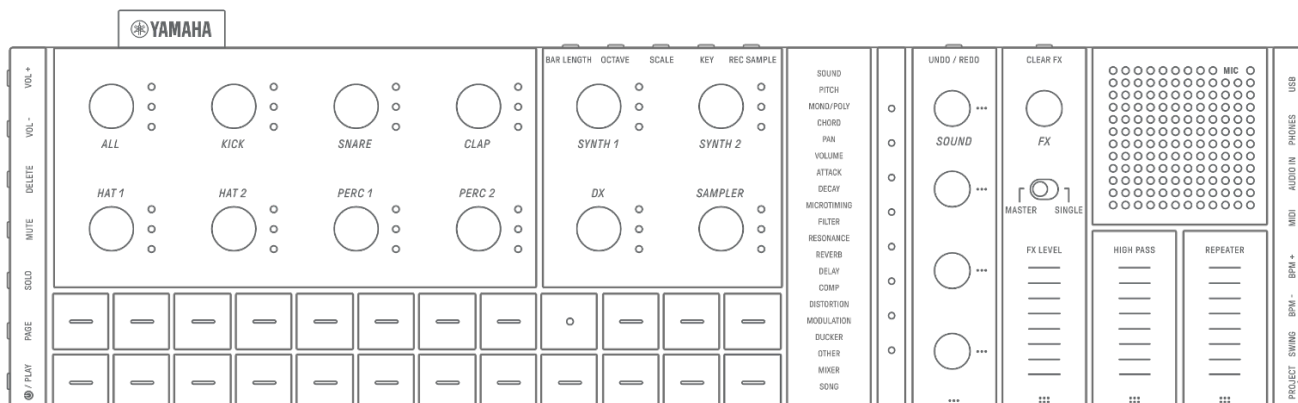 YAMAHA
BAR LENGTH OCTAVE SCALE KEY REC SAMPLE
UNDO / REDO
CLEAR FX
MIC
ALL KICK SNARE CLAP SYNTH 1 SYNTH 2
SOUND
FX
HAT 1 HAT 2 PERC 1 PERC 2 DX SAMPLER
MASTER SINGLE
FX LEVEL
HIGH PASS
REPEATER
SOUND
PITCH
MONO/POLY
CHORD
PAN
VOLUME
ATTACK
DECAY
MICROTIMING
FILTER
RESONANCE
REVERB
DELAY
COMP
DISTORTION
MODULATION
DUCKER
OTHER
MIXER
SONG
VOL +
VOL -
DELETE
MUTE
SOLO
PAGE
/ PLAY
USB
PHONES
AUDIO IN
MIDI
BPM +
BPM -
SWING
PROJECT